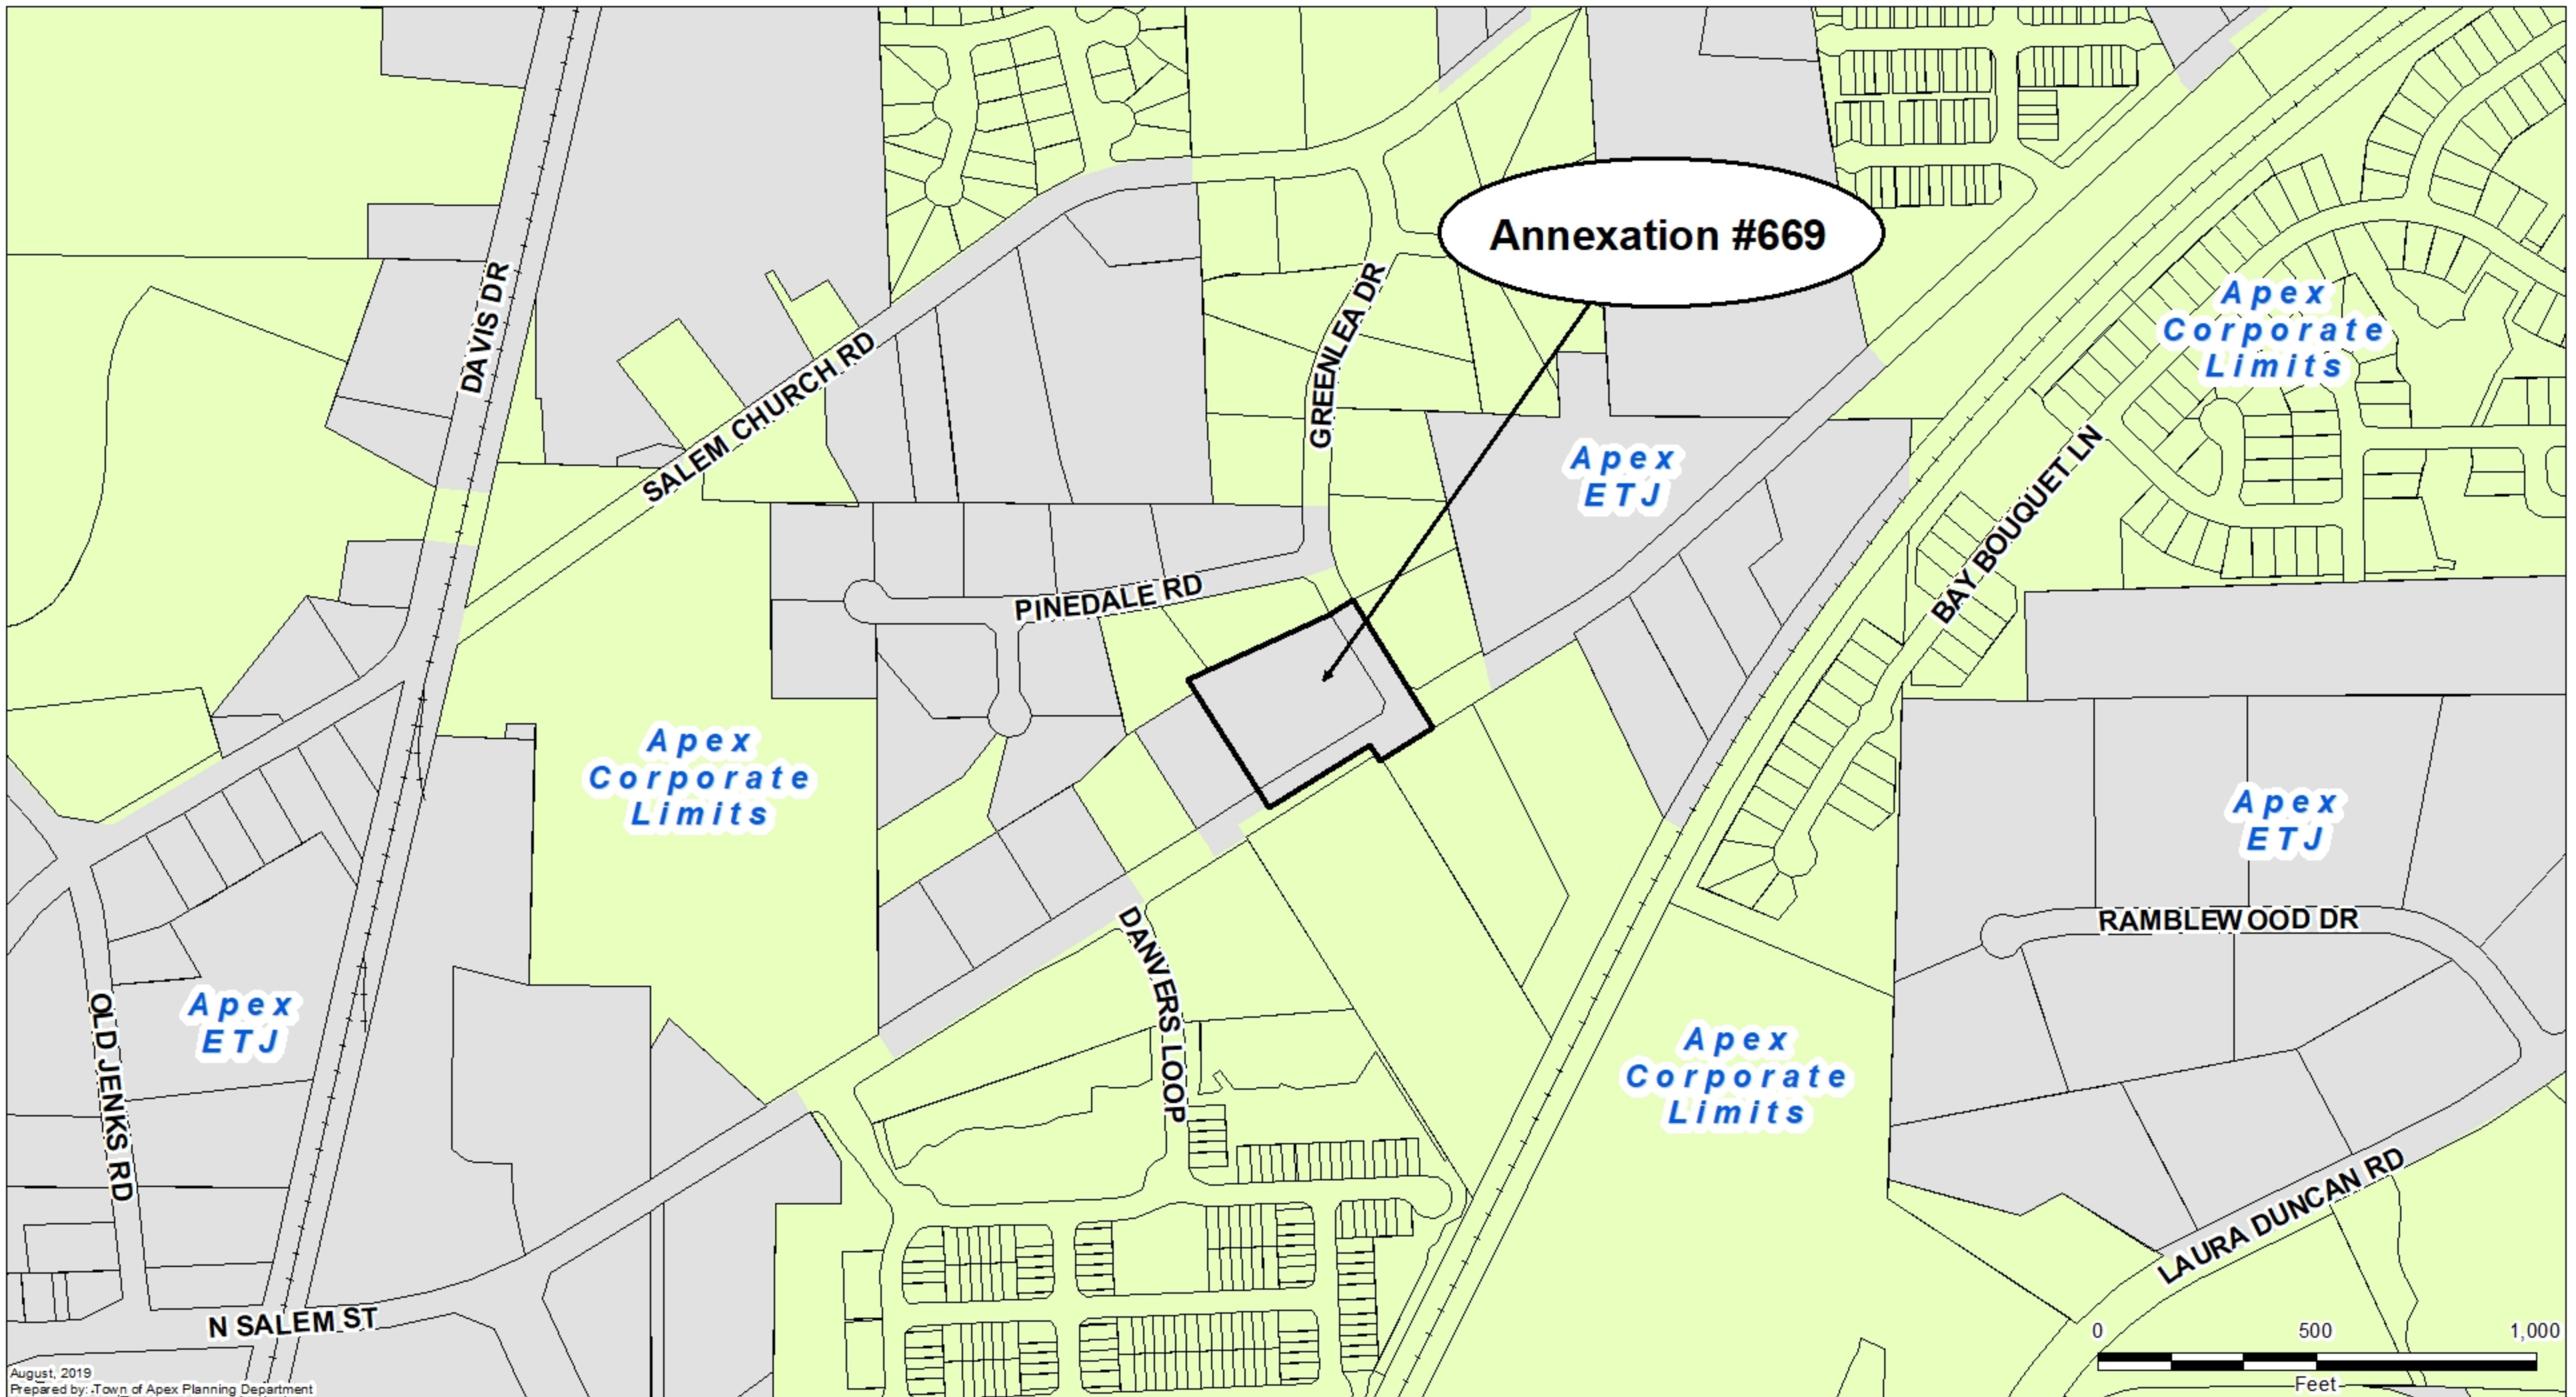 Annexation #669
DAVIS DR
GREENLEA DR
Apex
Corporate
Limits
SALEM CHURCH RD
Apex
ETJ
BAY BOUQUET LN
PINEDALE RD
Apex
Corporate
Limits
Apex
ETJ
RAMBLEWOOD DR
DANVERS LOOP
OLD JENKS RD
Apex
ETJ
Apex
Corporate
Limits
LAURA DUNCAN RD
N SALEM ST
0 500 1,000
Feet
August, 2019
Prepared by: Town of Apex Planning Department